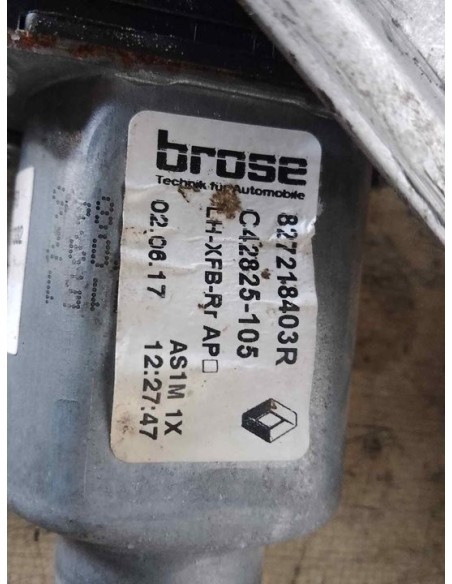 brose
Technik für Automobile
827218403R
C42825-105
LH-XFB-Rr AP□
02.06.17
AS1M 1X
12:27:47